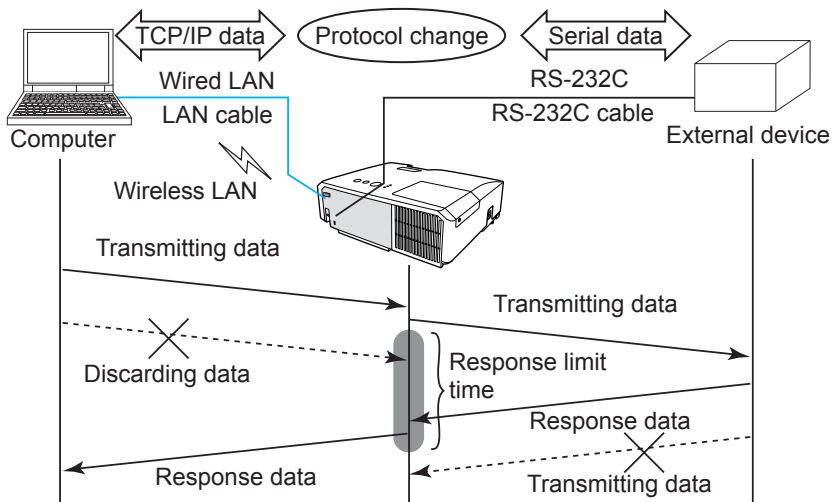 TCP/IP data
Protocol change
Serial data
Wired LAN
LAN cable
RS-232C
RS-232C cable
Computer
External device
Wireless LAN
Transmitting data
Transmitting data
Discarding data
Response limit
time
Response data
Response data
Transmitting data